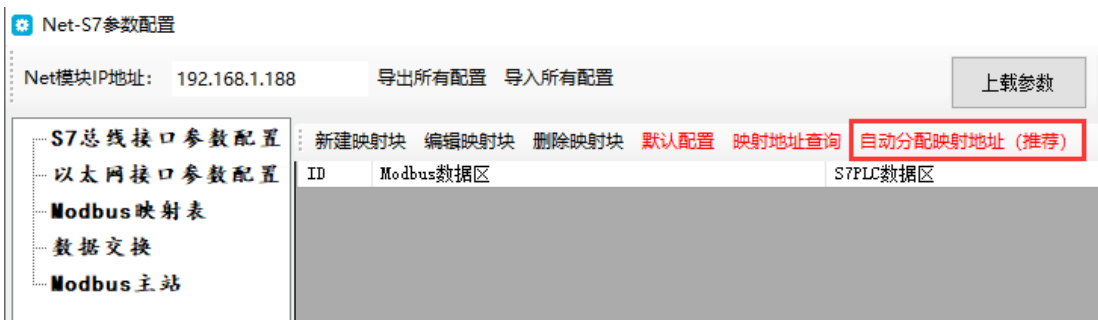 Net-S7参数配置
Net模块IP地址: 192.168.1.188 导出所有配置 导入所有配置 上载参数
S7总线接口参数配置 新建映射块 编辑映射块 删除映射块 默认配置 映射地址查询 自动分配映射地址（推荐）
以太网接口参数配置 ID Modbus数据区 S7PLC数据区
Modbus映射表
数据交换
Modbus主站